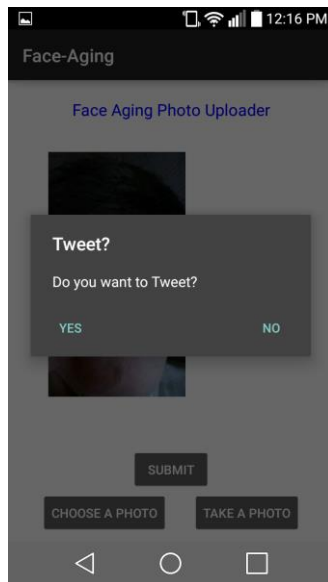 12:16 PM
Face-Aging
Face Aging Photo Uploader
Tweet?
Do you want to Tweet?
YES NO
SUBMIT
CHOOSE A PHOTO TAKE A PHOTO